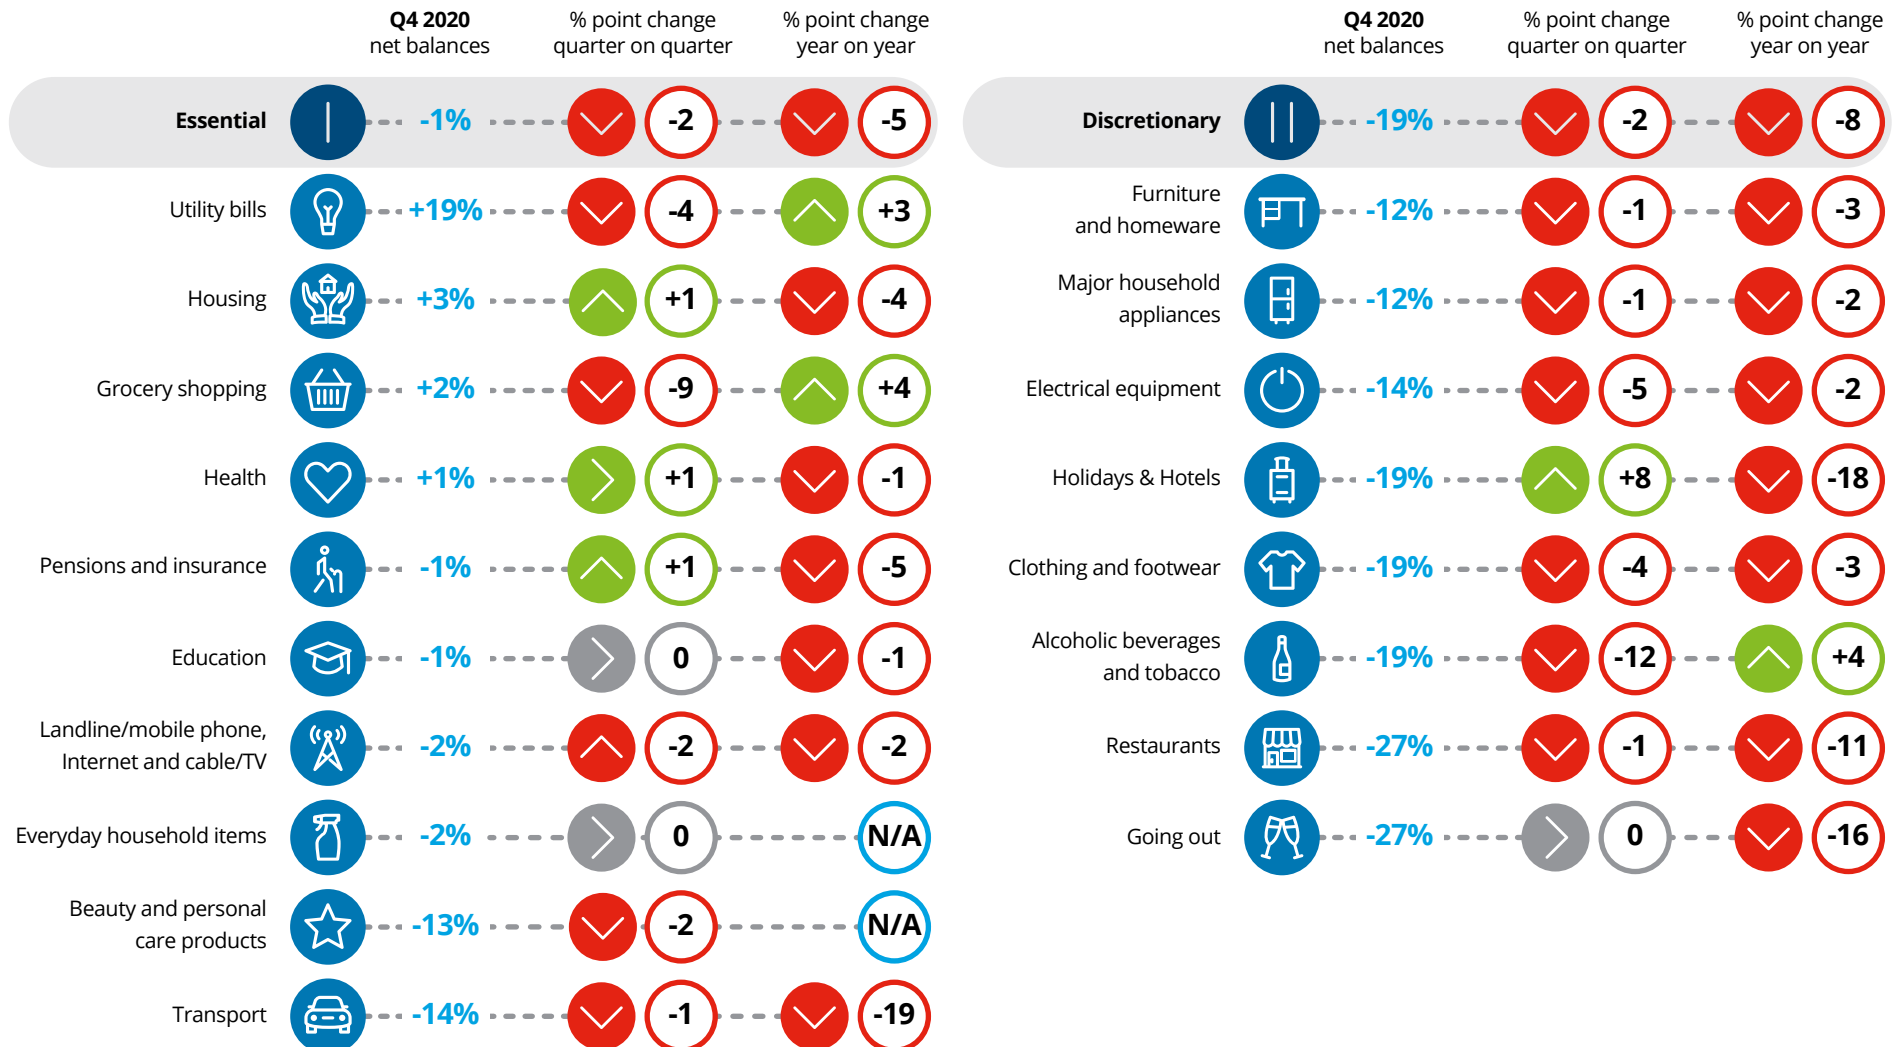 Q4 2020
net balances
% point change
quarter on quarter
% point change
year on year
Essential -1% -2 -5
Utility bills +19% -4 +3
Housing +3% +1 -4
Grocery shopping +2% -9 +4
Health +1% +1 -1
Pensions and insurance -1% +1 -5
Education -1% 0 -1
Landline/mobile phone,
Internet and cable/TV -2% -2 -2
Everyday household items -2% 0 N/A
Beauty and personal
care products -13% -2 N/A
Transport -14% -1 -19
Q4 2020
net balances
% point change
quarter on quarter
% point change
year on year
Discretionary -19% -2 -8
Furniture
and homeware -12% -1 -3
Major household
appliances -12% -1 -2
Electrical equipment -14% -5 -2
Holidays & Hotels -19% +8 -18
Clothing and footwear -19% -4 -3
Alcoholic beverages
and tobacco -19% -12 +4
Restaurants -27% -1 -11
Going out -27% 0 -16